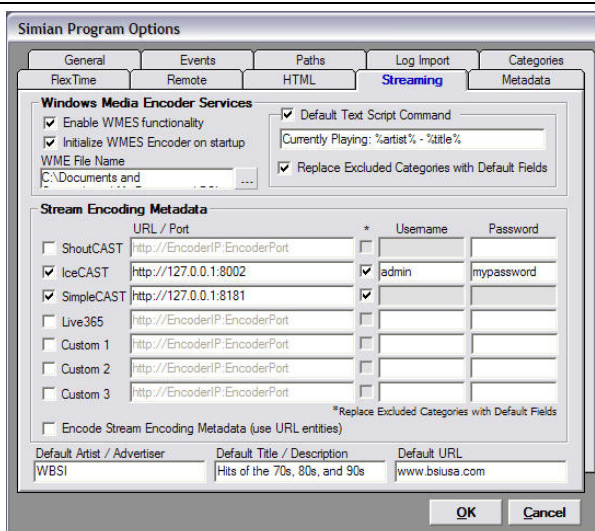 Simian Program Options
General Events Paths Log Import Categories
FlexTime Remote HTML Streaming Metadata
Windows Media Encoder Services
Enable WMES functionality
Initialize WMES Encoder on startup
WME File Name
C:\Documents and
...
Default Text Script Command
Currently Playing: %artist% - %title%
Replace Excluded Categories with Default Fields
Stream Encoding Metadata
URL / Port * Username Password
ShoutCAST http://EncoderIP:EncoderPort
IceCAST http://127.0.0.1:8002 admin mypassword
SimpleCAST http://127.0.0.1:8181
Live365 http://EncoderIP:EncoderPort
Custom 1 http://EncoderIP:EncoderPort
Custom 2 http://EncoderIP:EncoderPort
Custom 3 http://EncoderIP:EncoderPort
*Replace Excluded Categories with Default Fields
Encode Stream Encoding Metadata (use URL entities)
Default Artist / Advertiser Default Title / Description Default URL
WBSI Hits of the 70s, 80s, and 90s www.bsiusa.com
OK Cancel